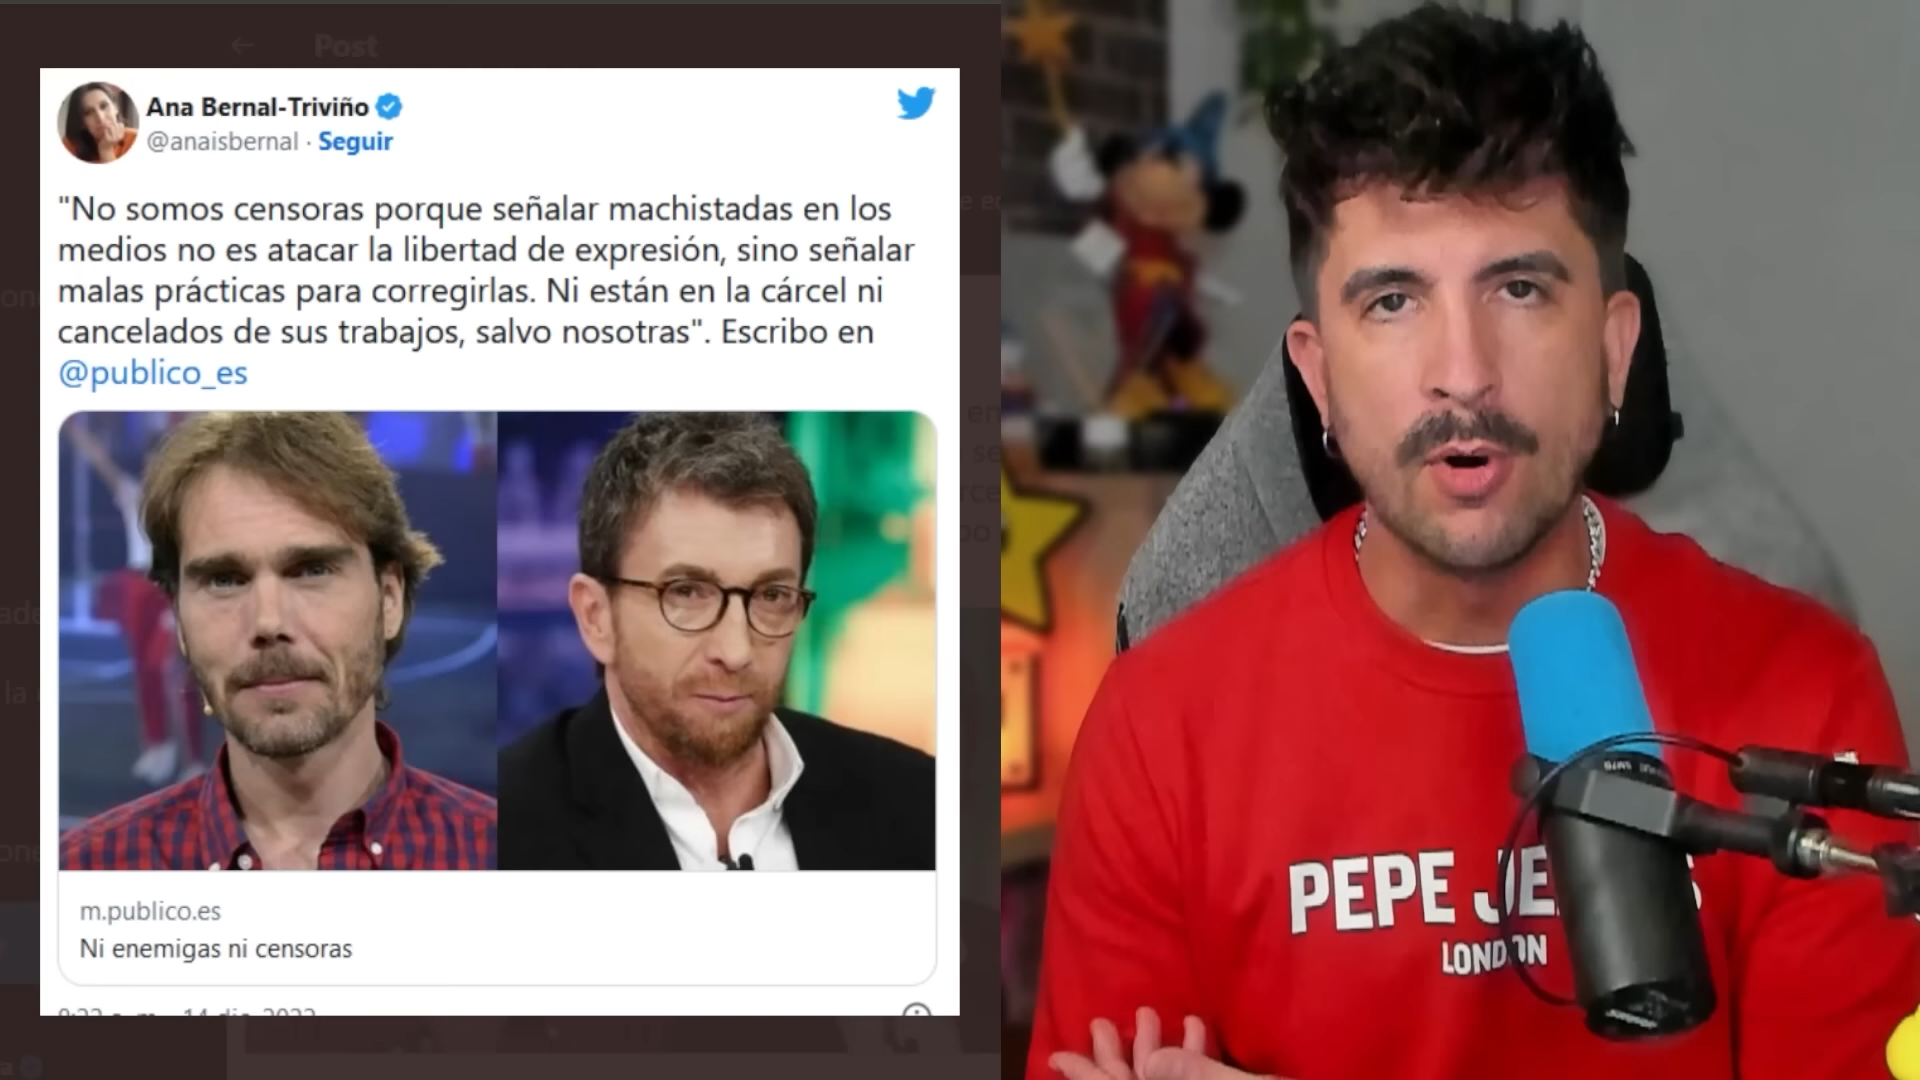 Post
Ana Bernal-Triviño
@anaisbernal · Seguir
"No somos censoras porque señalar machistadas en los
medios no es atacar la libertad de expresión, sino señalar
malas prácticas para corregirlas. Ni están en la cárcel ni
cancelados de sus trabajos, salvo nosotras". Escribo en
@publico_es
m.publico.es
Ni enemigas ni censoras
PEPE
LONDON